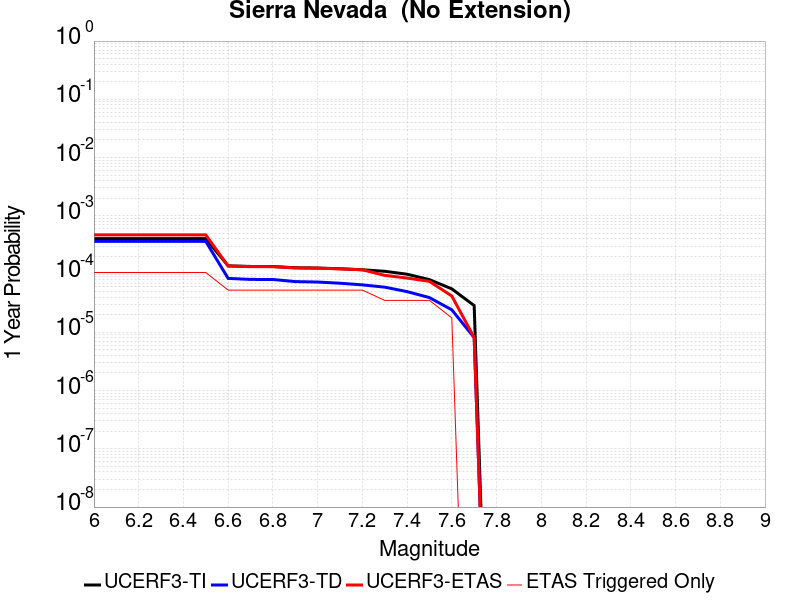 Sierra Nevada  (No Extension)
10^0
10^-1
10^-2
10^-3
10^-4
10^-5
10^-6
10^-7
10^-8
1 Year Probability
6 6.2 6.4 6.6 6.8 7 7.2 7.4 7.6 7.8 8 8.2 8.4 8.6 8.8 9
Magnitude
UCERF3-TI UCERF3-TD UCERF3-ETAS ETAS Triggered Only